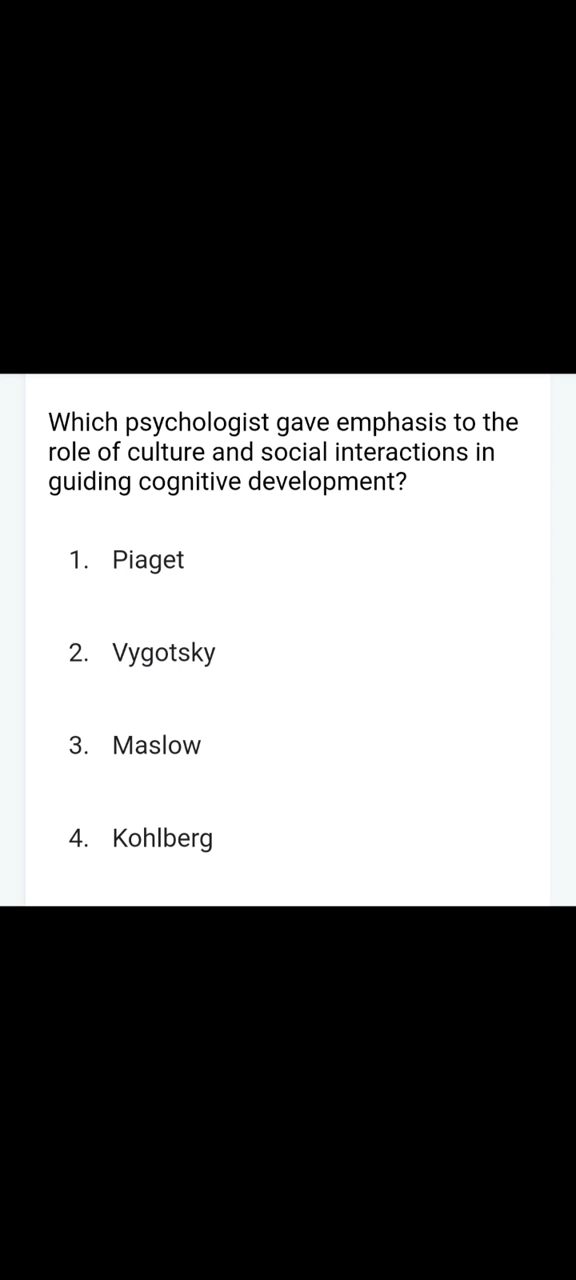 Which psychologist gave emphasis to the
role of culture and social interactions in
guiding cognitive development?
1. Piaget
2. Vygotsky
3. Maslow
4. Kohlberg